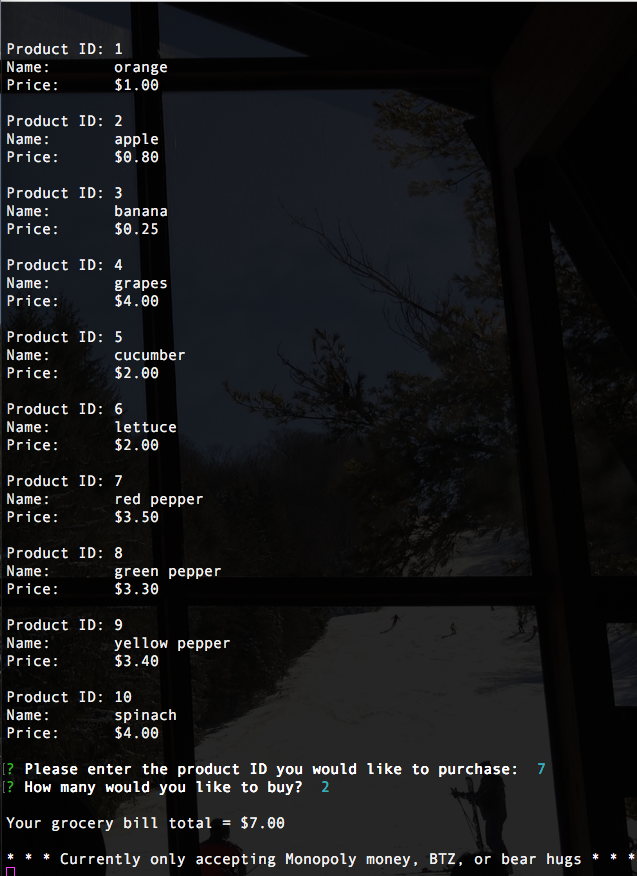 Product ID: 1
Name: orange
Price: $1.00
Product ID: 2
Name: apple
Price: $0.80
Product ID: 3
Name: banana
Price: $0.25
Product ID: 4
Name: grapes
Price: $4.00
Product ID: 5
Name: cucumber
Price: $2.00
Product ID: 6
Name: lettuce
Price: $2.00
Product ID: 7
Name: red pepper
Price: $3.50
Product ID: 8
Name: green pepper
Price: $3.30
Product ID: 9
Name: yellow pepper
Price: $3.40
Product ID: 10
Name: spinach
Price: $4.00
[? Please enter the product ID you would like to purchase: 7
[? How many would you like to buy? 2
Your grocery bill total = $7.00
* * * Currently only accepting Monopoly money, BTZ, or bear hugs * * *